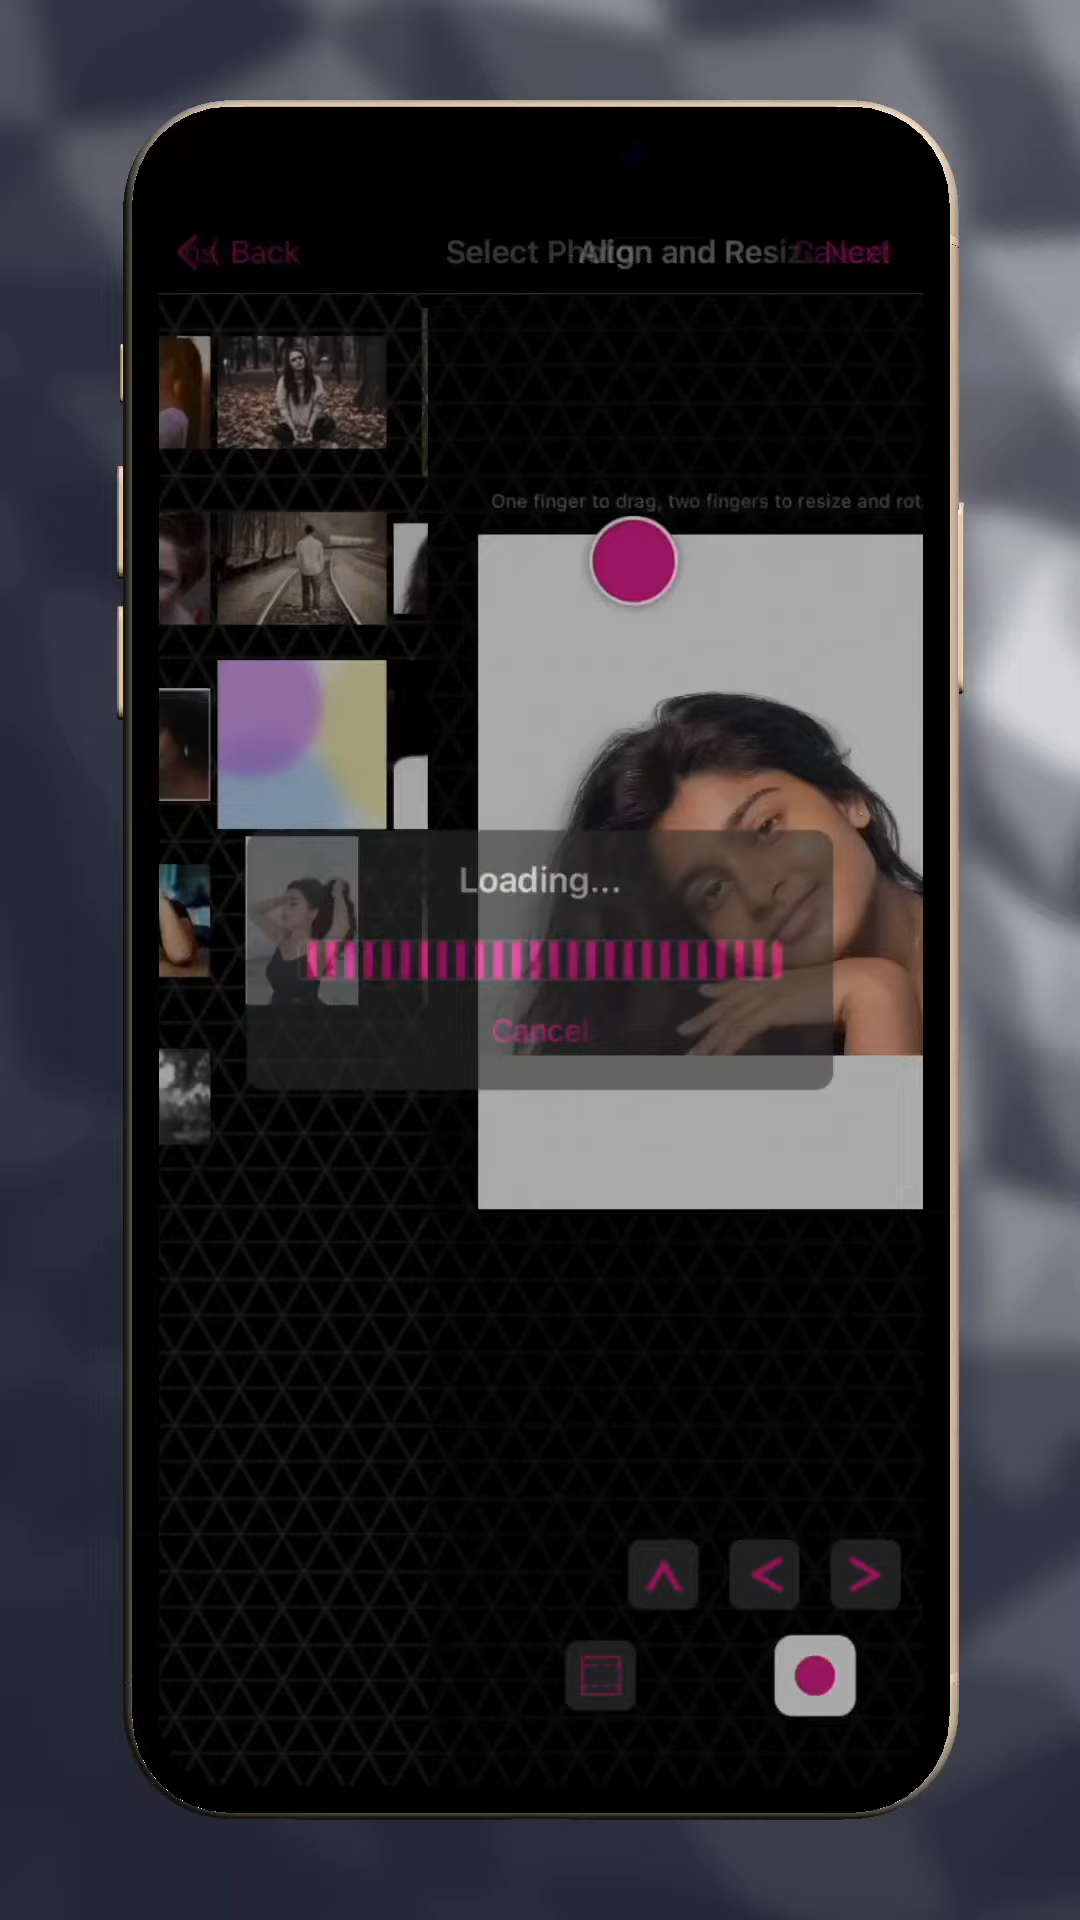 Back
Select Ph
Align and Resiz
Next
One finger to drag, two fingers to resize and rot
Loading...
Cancel